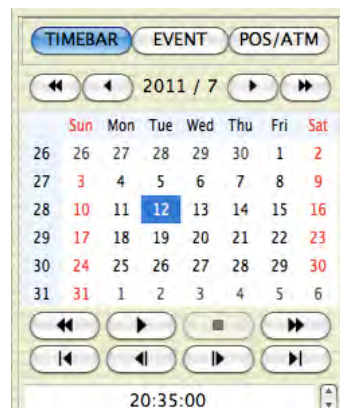 TIMEBAR EVENT POS/ATM
2011 / 7
Sun Mon Tue Wed Thu Fri Sat
26 26 27 28 29 30 1 2
27 3 4 5 6 7 8 9
28 10 11 12 13 14 15 16
29 17 18 19 20 21 22 23
30 24 25 26 27 28 29 30
31 31 1 2 3 4 5 6
20:35:00